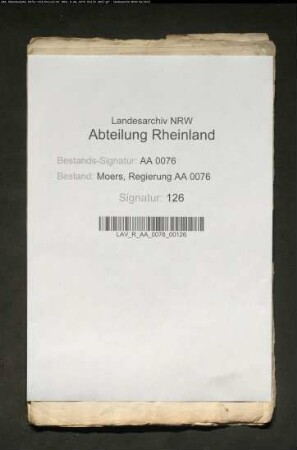 Landesarchiv NRW
Abteilung Rheinland
Bestands-Signatur: AA 0076
Bestand: Moers, Regierung AA 0076
Signatur: 126
LAV_R_AA_0076_00126